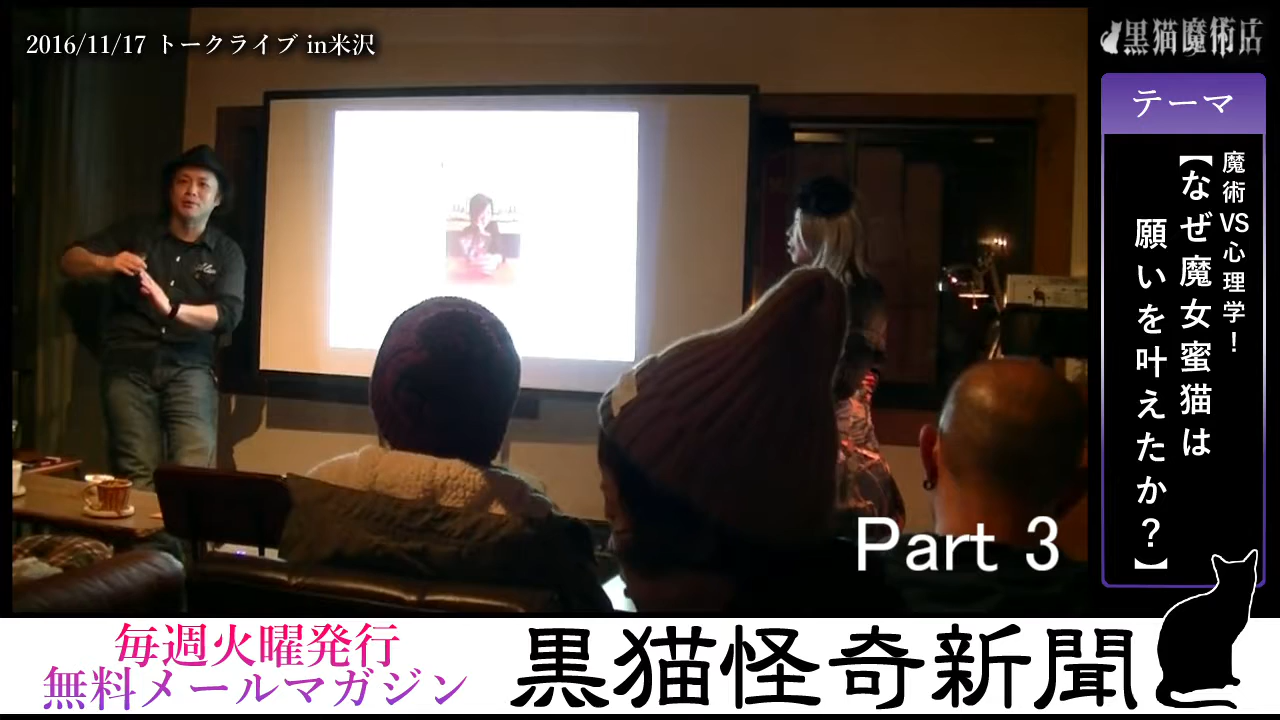 2016/11/17 トークライブ in米沢
黒猫魔術店
テーマ
魔術VS心理学！
【なぜ魔女蜜猫は
願いを叶えたか？】
Part 3
毎週火曜発行
無料メールマガジン
黒猫怪奇新聞